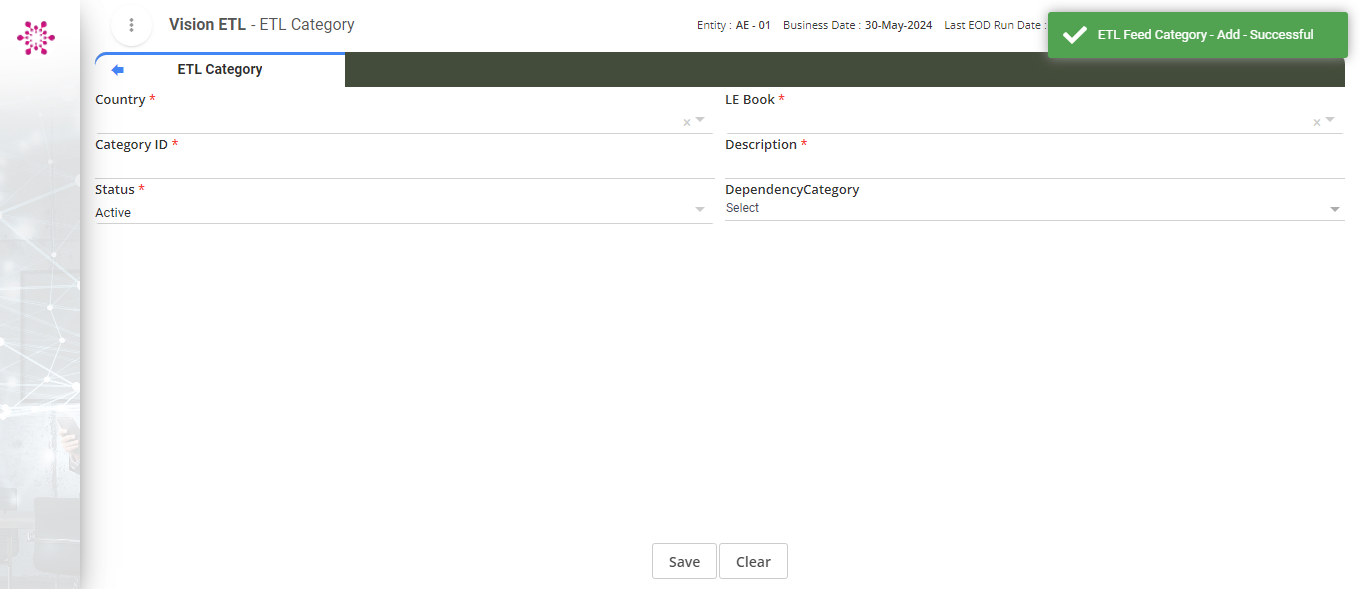 Vision ETL - ETL Category
Entity : AE - 01 Business Date : 30-May-2024 Last EOD Run Date :
ETL Feed Category - Add - Successful
ETL Category
Country *
LE Book *
Category ID *
Description *
Status *
DependencyCategory
Active
Select
Save
Clear